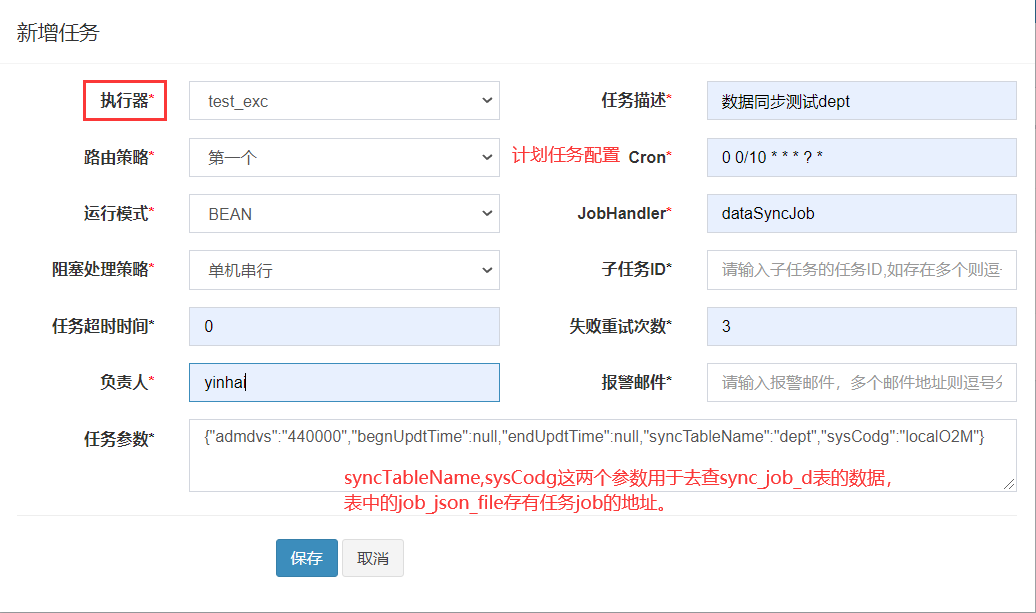 新增任务
执行器* test_exc 任务描述* 数据同步测试dept
路由策略* 第一个 计划任务配置 Cron* 0 0/10 * * * ? *
运行模式* BEAN JobHandler* dataSyncJob
阻塞处理策略* 单机串行 子任务ID* 请输入子任务的任务ID,如存在多个则逗
任务超时时间* 0 失败重试次数* 3
负责人* yinhai 报警邮件* 请输入报警邮件，多个邮件地址则逗号分
任务参数* {"admdvs":"440000","begnUpdtTime":null,"endUpdtTime":null,"syncTableName":"dept","sysCodg":"localO2M"}
syncTableName,sysCodg这两个参数用于去查sync_job_d表的数据，
表中的job_json_file存有任务job的地址。
保存 取消